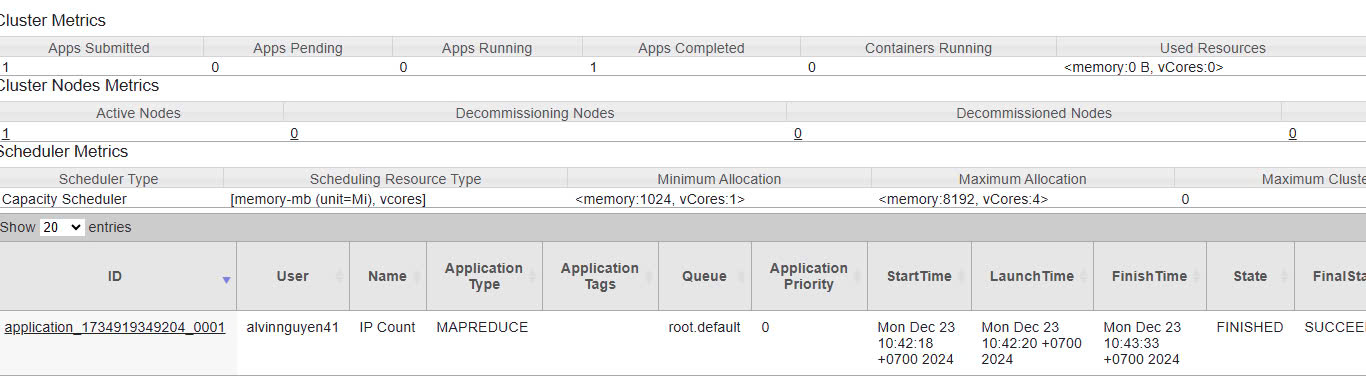 Cluster Metrics
Apps Submitted Apps Pending Apps Running Apps Completed Containers Running Used Resources
1 0 0 1 0 <memory:0 B, vCores:0>
Cluster Nodes Metrics
Active Nodes Decommissioning Nodes Decommissioned Nodes
1 0 0 0
Scheduler Metrics
Scheduler Type Scheduling Resource Type Minimum Allocation Maximum Allocation Maximum Cluste
Capacity Scheduler [memory-mb (unit=Mi), vcores] <memory:1024, vCores:1> <memory:8192, vCores:4> 0
Show 20 entries
ID User Name Application Type Application Tags Queue Application Priority StartTime LaunchTime FinishTime State FinalSta
application_1734919349204_0001 alvinnguyen41 IP Count MAPREDUCE root.default 0 Mon Dec 23 10:42:18 +0700 2024 Mon Dec 23 10:42:20 +0700 2024 Mon Dec 23 10:43:33 +0700 2024 FINISHED SUCCEE